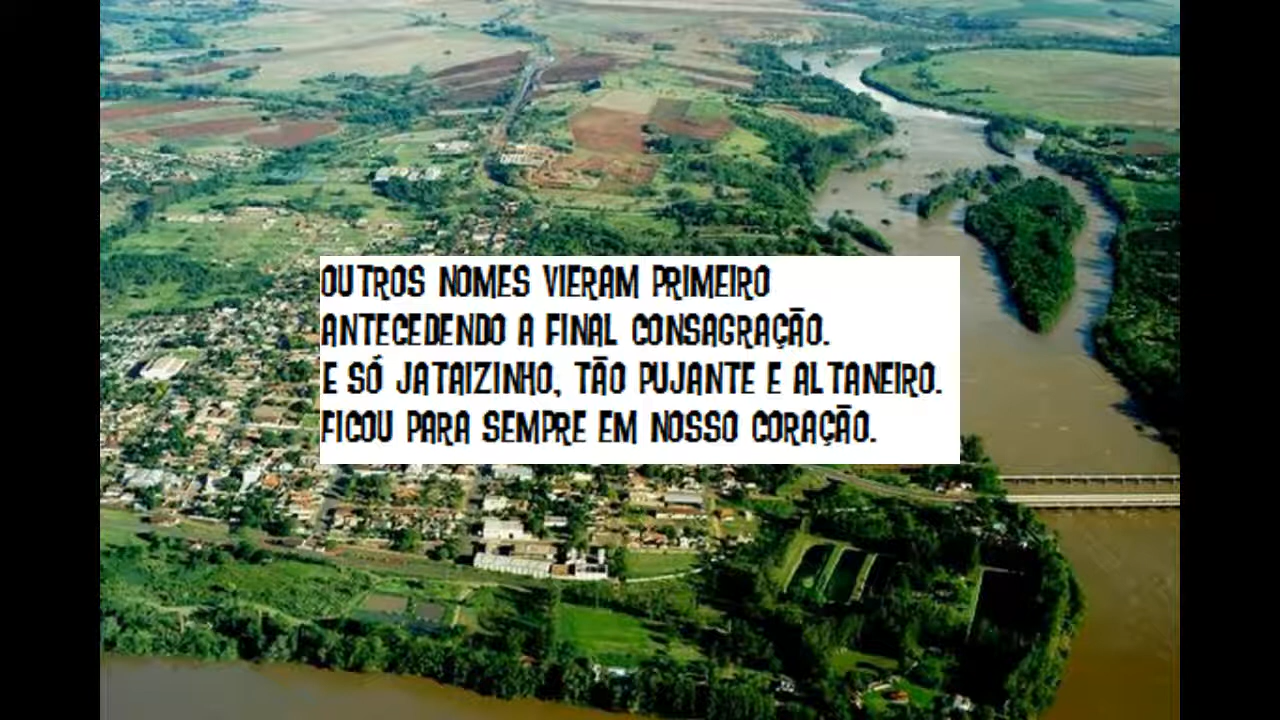 OUTROS NOMES VIERAM PRIMEIRO
ANTECEDENDO A FINAL CONSAGRAÇÃO.
E SÓ JATAIZINHO, TÃO PUJANTE E ALTANEIRO.
FICOU PARA SEMPRE EM NOSSO CORAÇÃO.